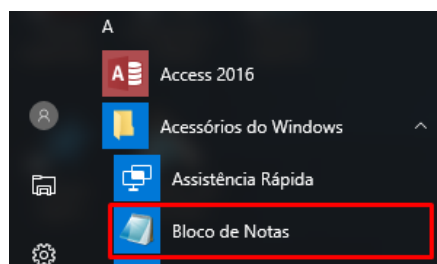 A
Access 2016
Acessórios do Windows
Assistência Rápida
Bloco de Notas